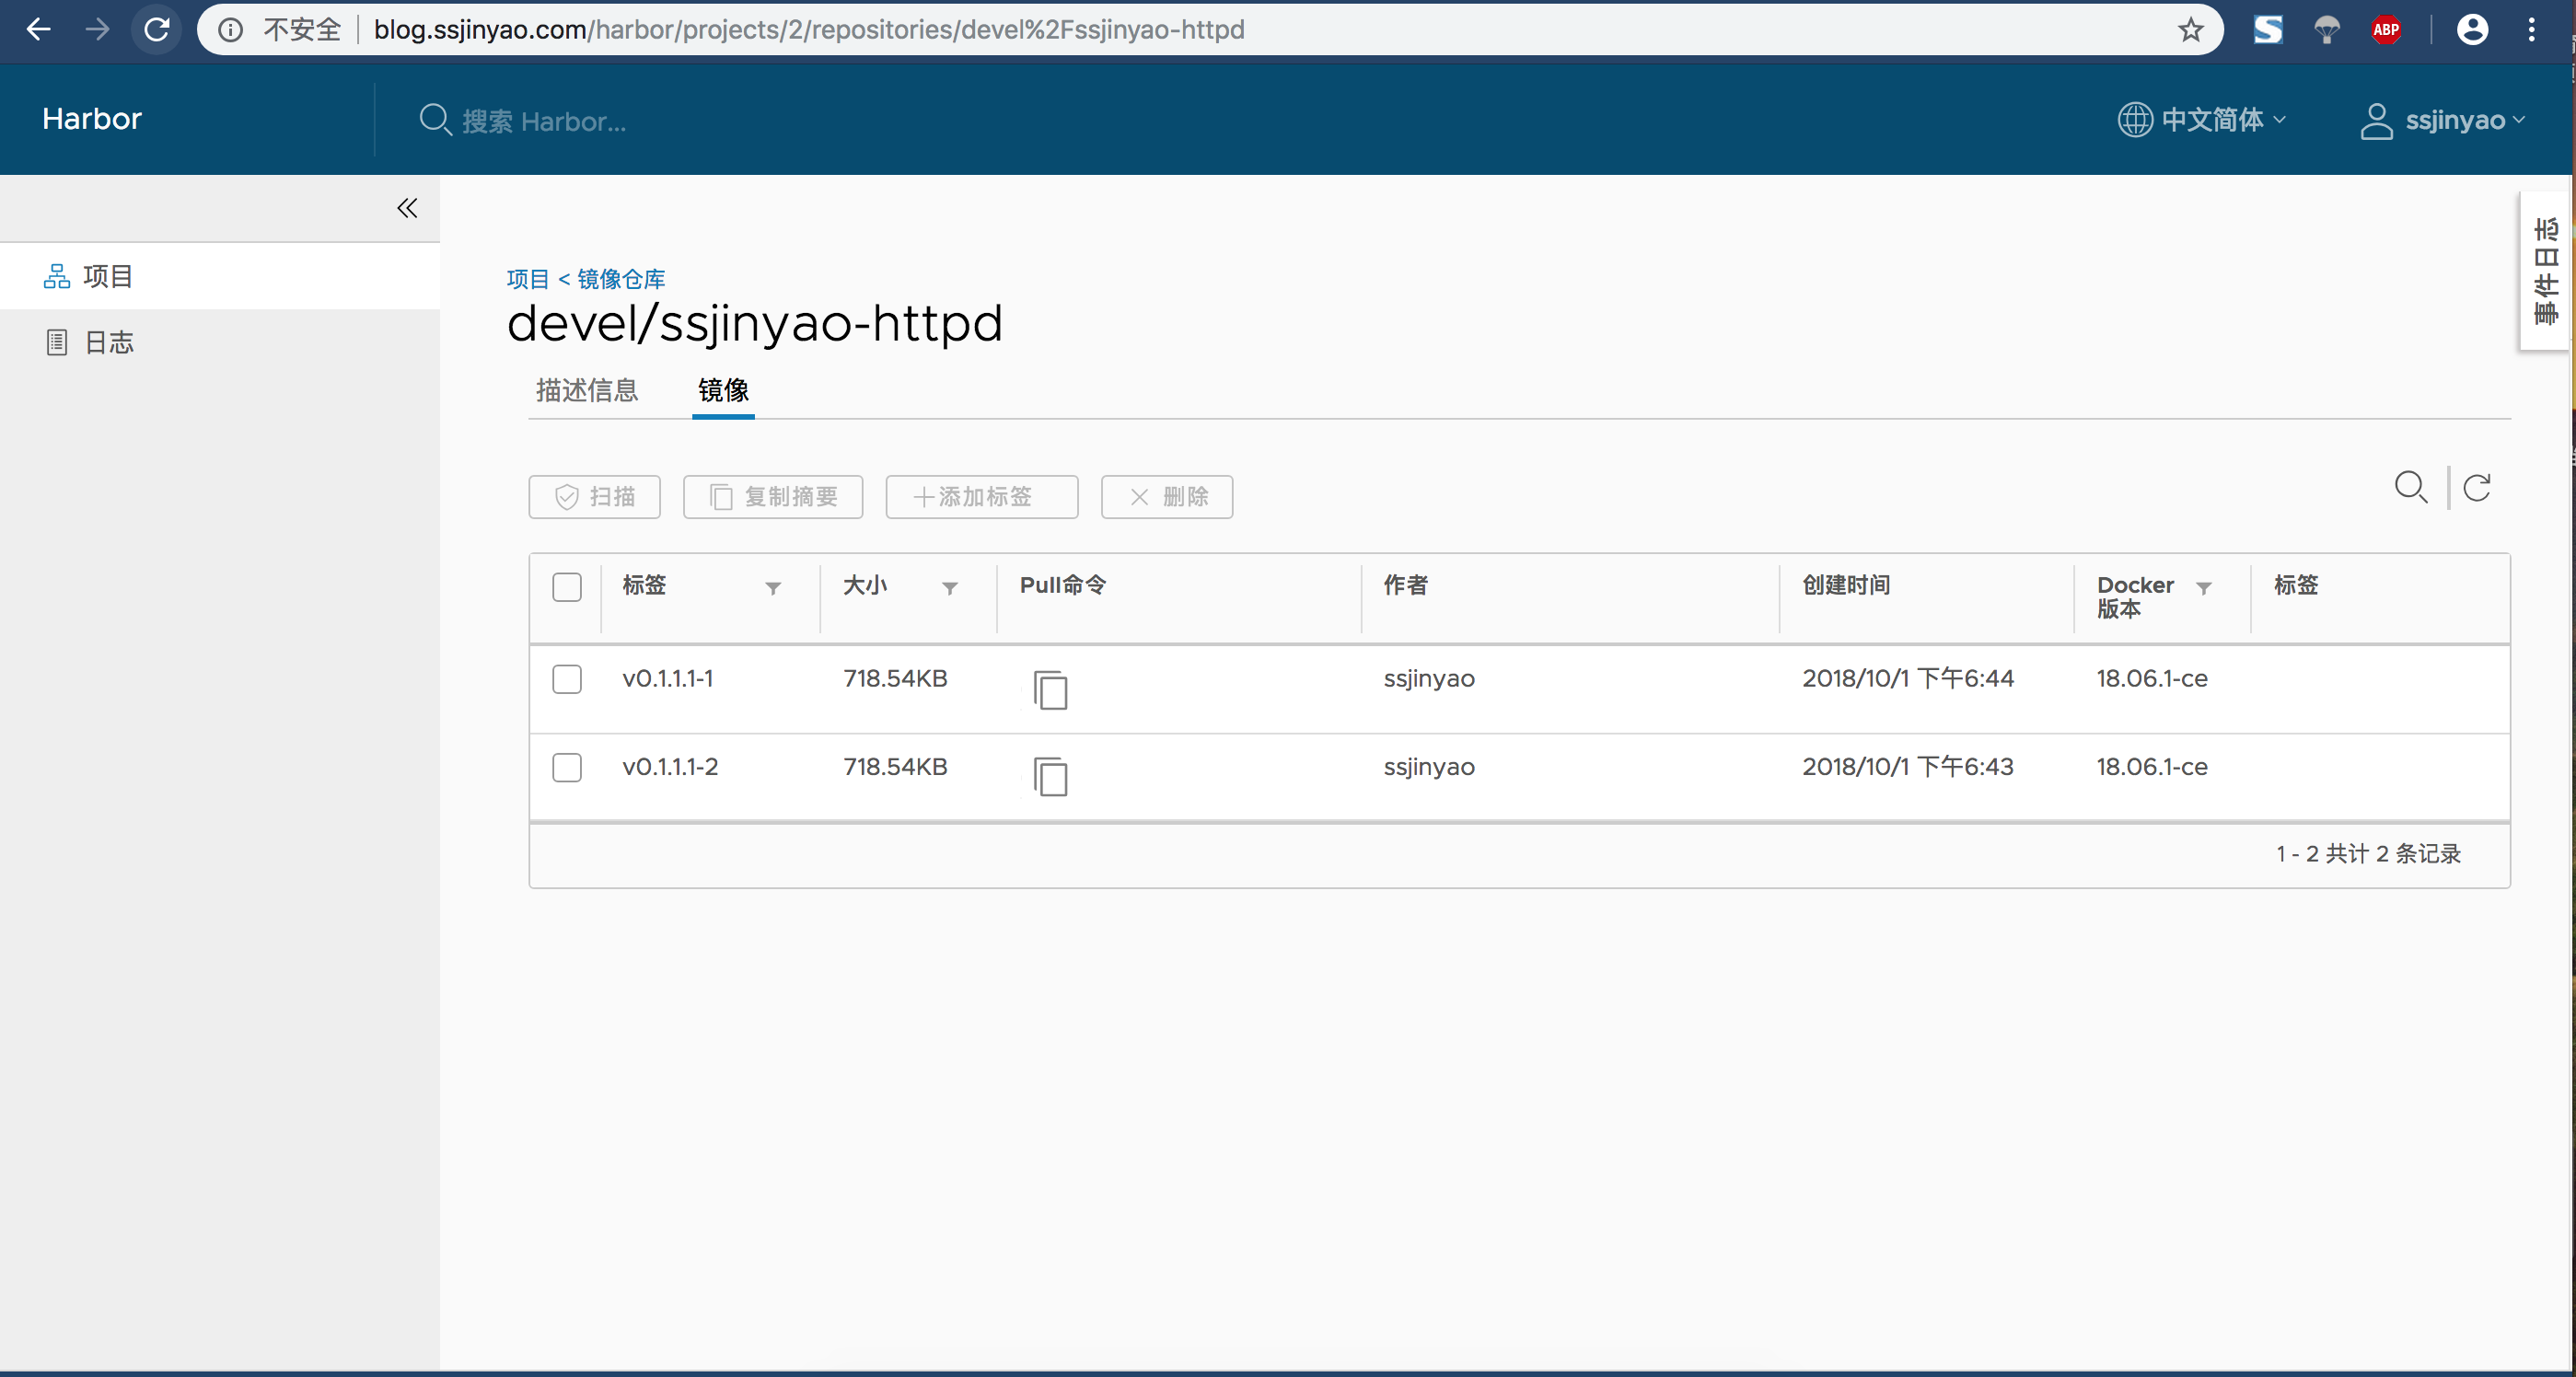 不安全 blog.ssjinyao.com/harbor/projects/2/repositories/devel%2Fssjinyao-httpd
ABP
Harbor 搜索 Harbor... 中文简体 ssjinyao
项目
日志
事件日志
项目 < 镜像仓库
devel/ssjinyao-httpd
描述信息 镜像
扫描 复制摘要 +添加标签 × 删除
标签 大小 Pull命令 作者 创建时间 Docker 版本 标签
v0.1.1.1-1 718.54KB ssjinyao 2018/10/1 下午6:44 18.06.1-ce
v0.1.1.1-2 718.54KB ssjinyao 2018/10/1 下午6:43 18.06.1-ce
1 - 2 共计 2 条记录